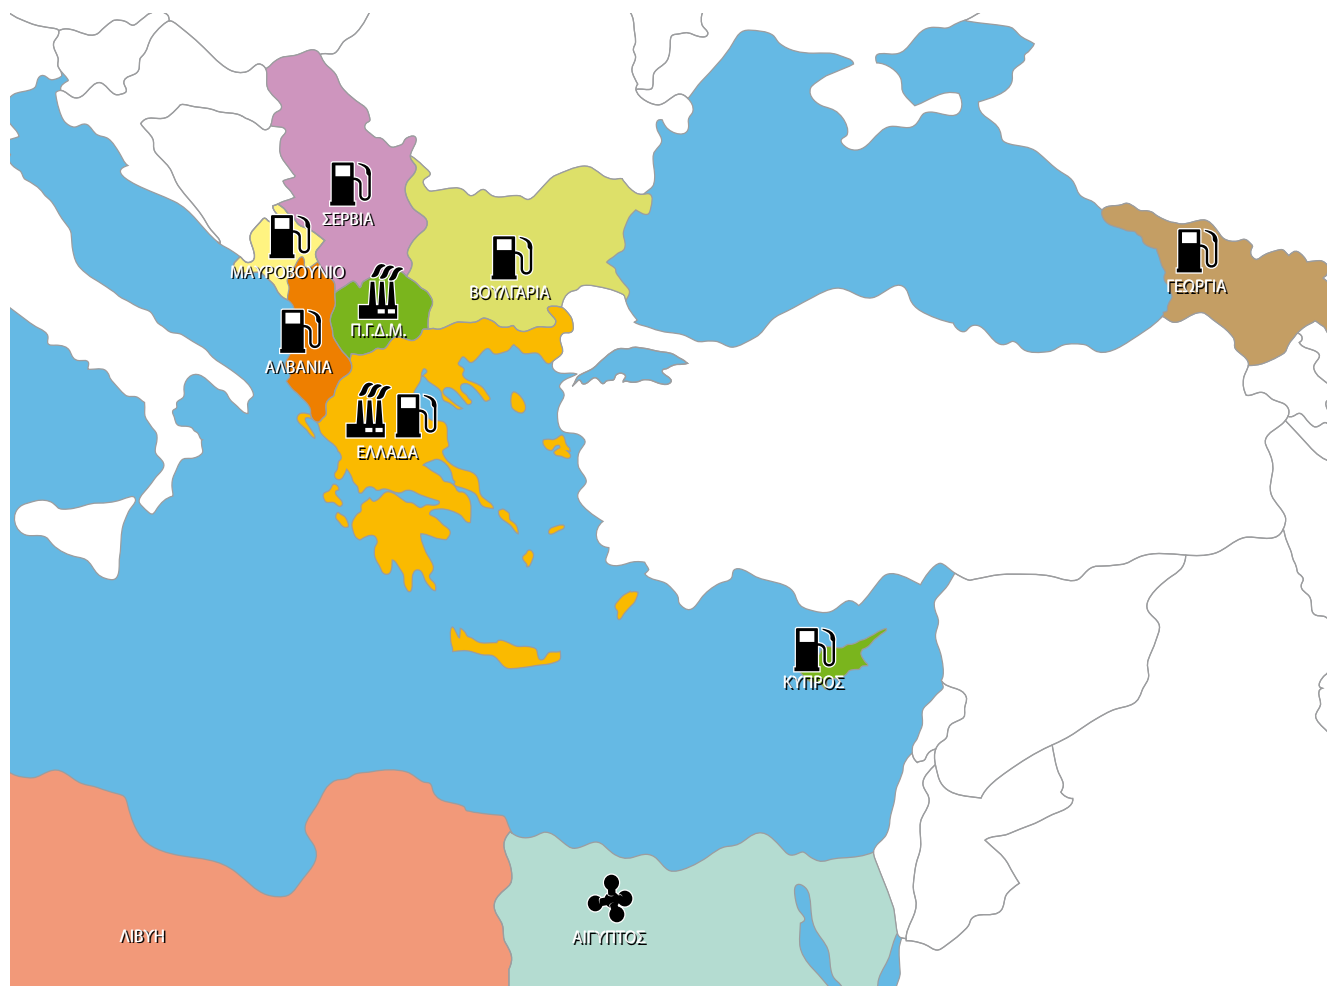 ΣΕΡΒΙΑ
ΜΑΥΡΟΒΟΥΝΙΟ
ΓΕΩΡΓΙΑ
ΒΟΥΛΓΑΡΙΑ
Π.Γ.Δ.Μ.
ΑΛΒΑΝΙΑ
ΕΛΛΑΔΑ
ΚΥΠΡΟΣ
ΛΙΒΥΗ
ΑΙΓΥΠΤΟΣ